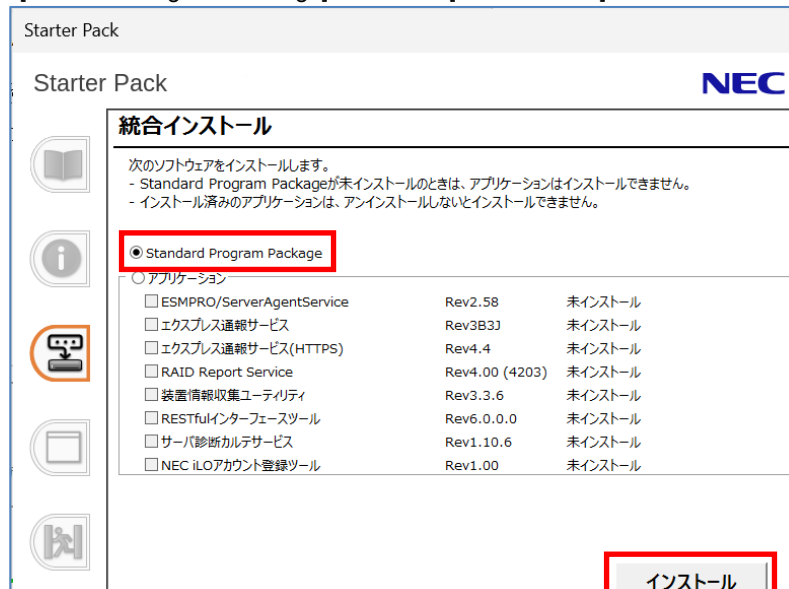 Starter Pack
Starter Pack
NEC
統合インストール
次のソフトウェアをインストールします。
- Standard Program Packageが未インストールのときは、アプリケーションはインストールできません。
- インストール済みのアプリケーションは、アンインストールしないとインストールできません。
Standard Program Package
アプリケーション
ESMPRO/ServerAgentService Rev2.58 未インストール
エクスプレス通報サービス Rev3B3J 未インストール
エクスプレス通報サービス(HTTPS) Rev4.4 未インストール
RAID Report Service Rev4.00 (4203) 未インストール
装置情報収集ユーティリティ Rev3.3.6 未インストール
RESTfulインターフェースツール Rev6.0.0.0 未インストール
サーバ診断カルテサービス Rev1.10.6 未インストール
NEC iLOアカウント登録ツール Rev1.00 未インストール
インストール